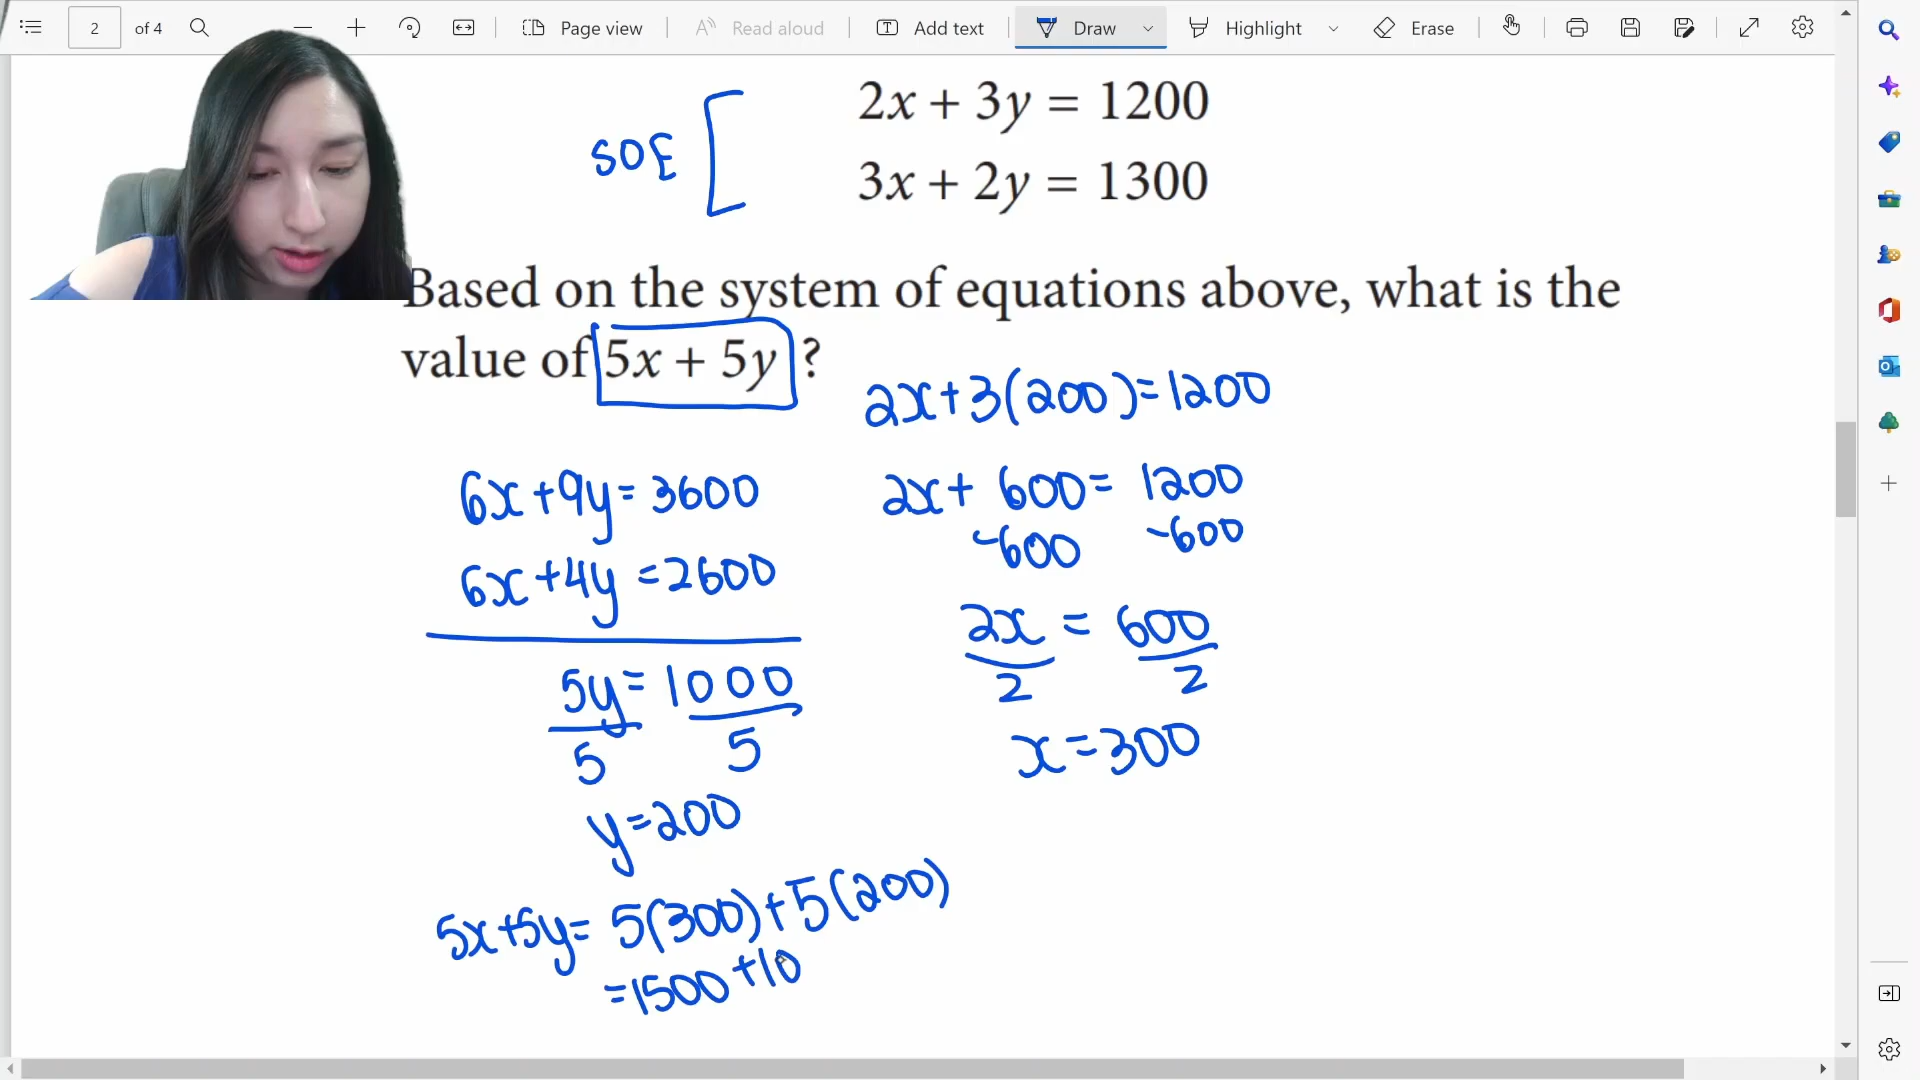 2 of 4 Page view Read aloud Add text Draw Highlight Erase
2x + 3y = 1200
SOE [
3x + 2y = 1300
Based on the system of equations above, what is the
value of 5x + 5y ?
2x+3(200)=1200
6x+9y=3600
2x+ 600= 1200
-600 -600
6x+4y=2600
2x = 600
2 2
5y=1000
5 5
x=300
y=200
5x+5y= 5(300)+5(200)
=1500+10